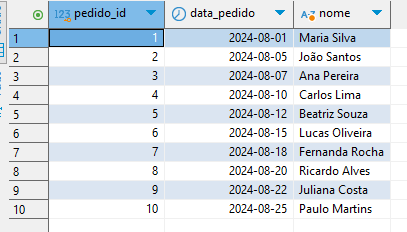 123 pedido_id data_pedido A-Z nome
1 1 2024-08-01 Maria Silva
2 2 2024-08-05 João Santos
3 3 2024-08-07 Ana Pereira
4 4 2024-08-10 Carlos Lima
5 5 2024-08-12 Beatriz Souza
6 6 2024-08-15 Lucas Oliveira
7 7 2024-08-18 Fernanda Rocha
8 8 2024-08-20 Ricardo Alves
9 9 2024-08-22 Juliana Costa
10 10 2024-08-25 Paulo Martins